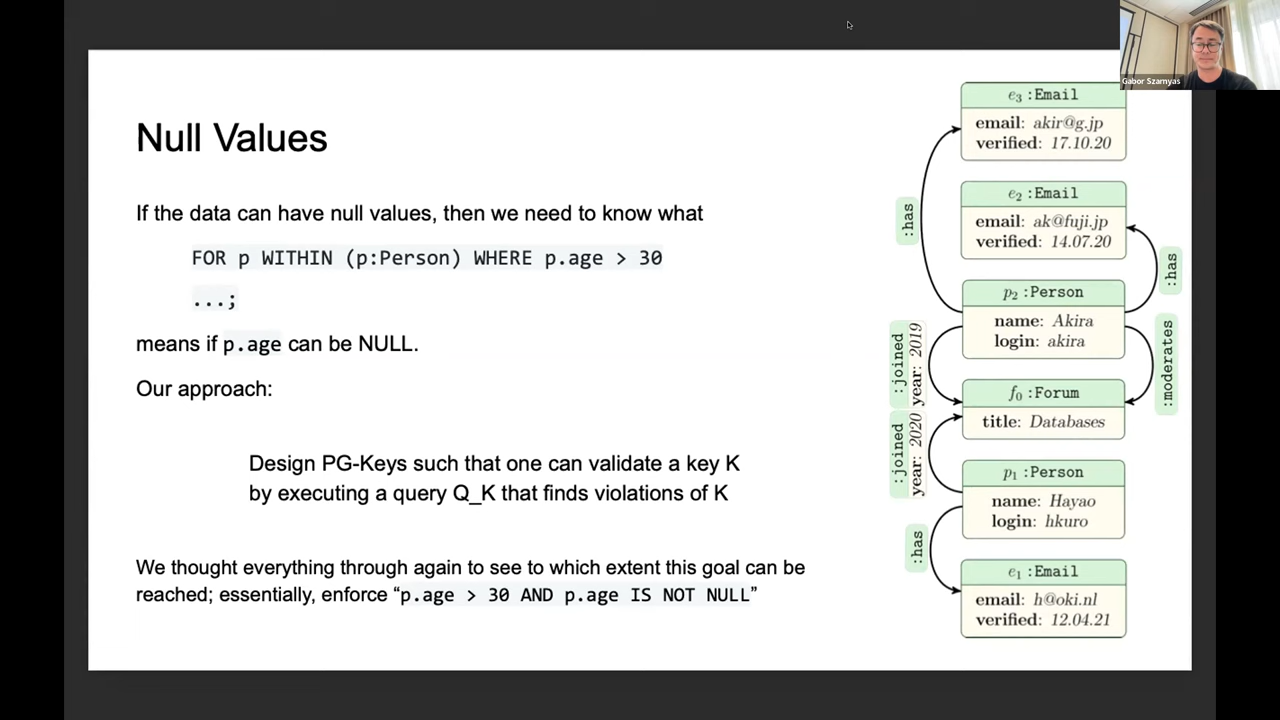 Gabor Szarnyas
Null Values
If the data can have null values, then we need to know what
FOR p WITHIN (p:Person) WHERE p.age > 30
...;
means if p.age can be NULL.
Our approach:
Design PG-Keys such that one can validate a key K
by executing a query Q_K that finds violations of K
We thought everything through again to see to which extent this goal can be
reached; essentially, enforce “p.age > 30 AND p.age IS NOT NULL”
e₃ :Email
email: akir@g.jp
verified: 17.10.20
:has
e₂ :Email
email: ak@fuji.jp
verified: 14.07.20
:has
p₂ :Person
name: Akira
login: akira
:joined
year: 2019
:moderates
f₀ :Forum
title: Databases
:joined
year: 2020
p₁ :Person
name: Hayao
login: hkuro
:has
e₁ :Email
email: h@oki.nl
verified: 12.04.21